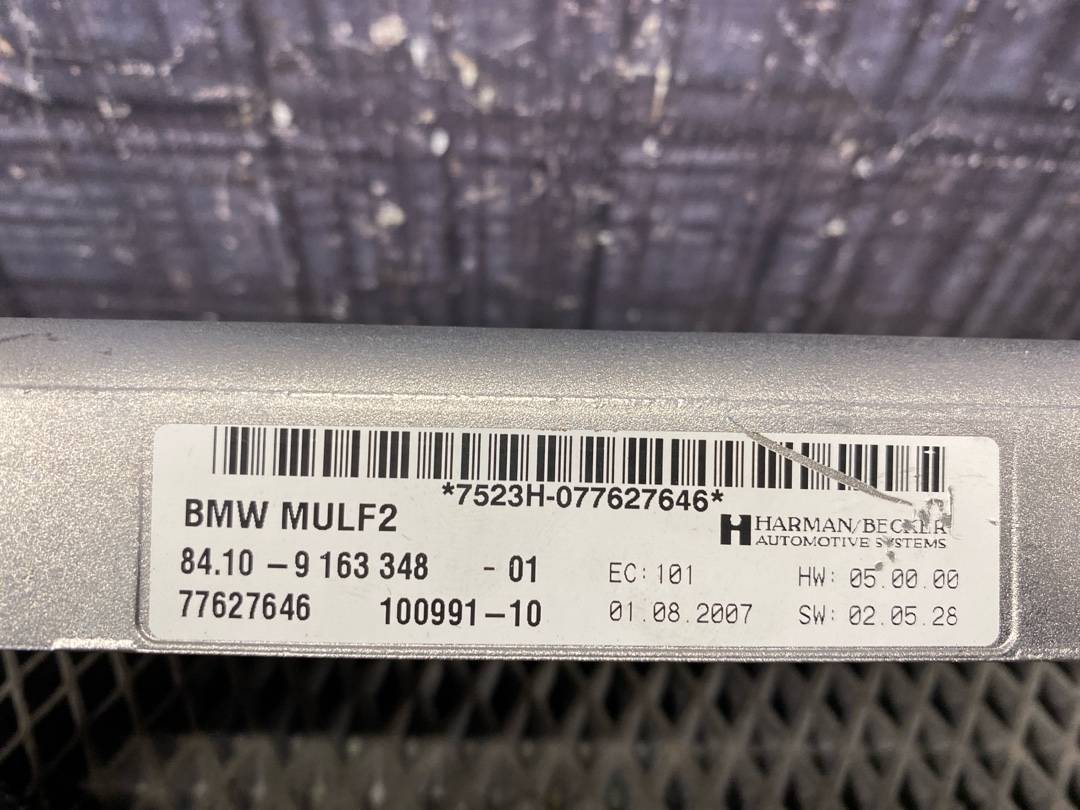 *7523H-077627646*
BMW MULF2
HARMAN/BECKER
AUTOMOTIVE SYSTEMS
84.10 - 9 163 348 - 01 EC: 101 HW: 05.00.00
77627646 100991-10 01.08.2007 SW: 02.05.28